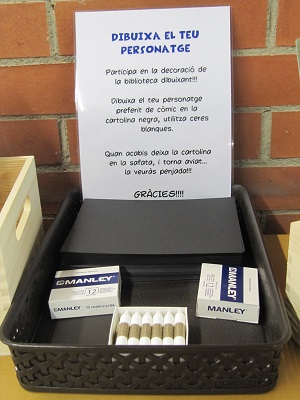 DIBUIXA EL TEU
PERSONATGE
Participa en la decoració de
la biblioteca dibuixant!!!
Dibuixa el teu personatge
preferit de còmic en la
cartolina negra, utilitza ceres
blanques.
Quan acabis deixa la cartolina
en la safata, i torna aviat...
la veuràs penjada!!!
GRÀCIES!!!!
MANLEY
12
MANLEY
MANLEY
MANLEY